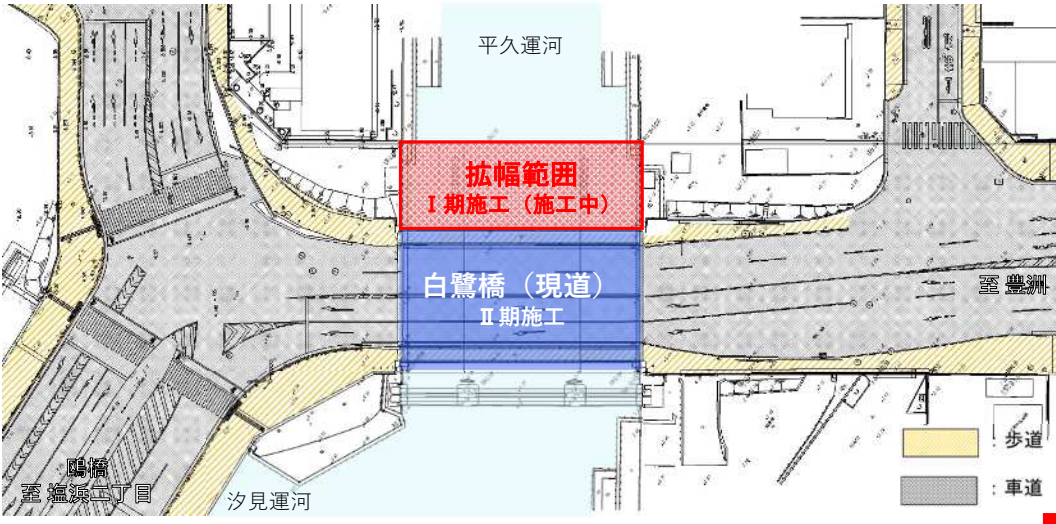 平久運河
拡幅範囲
Ⅰ期施工（施工中）
白鷺橋（現道）
Ⅱ期施工
至 豊洲
：歩道
：車道
鴎橋
至 塩浜二丁目
汐見運河